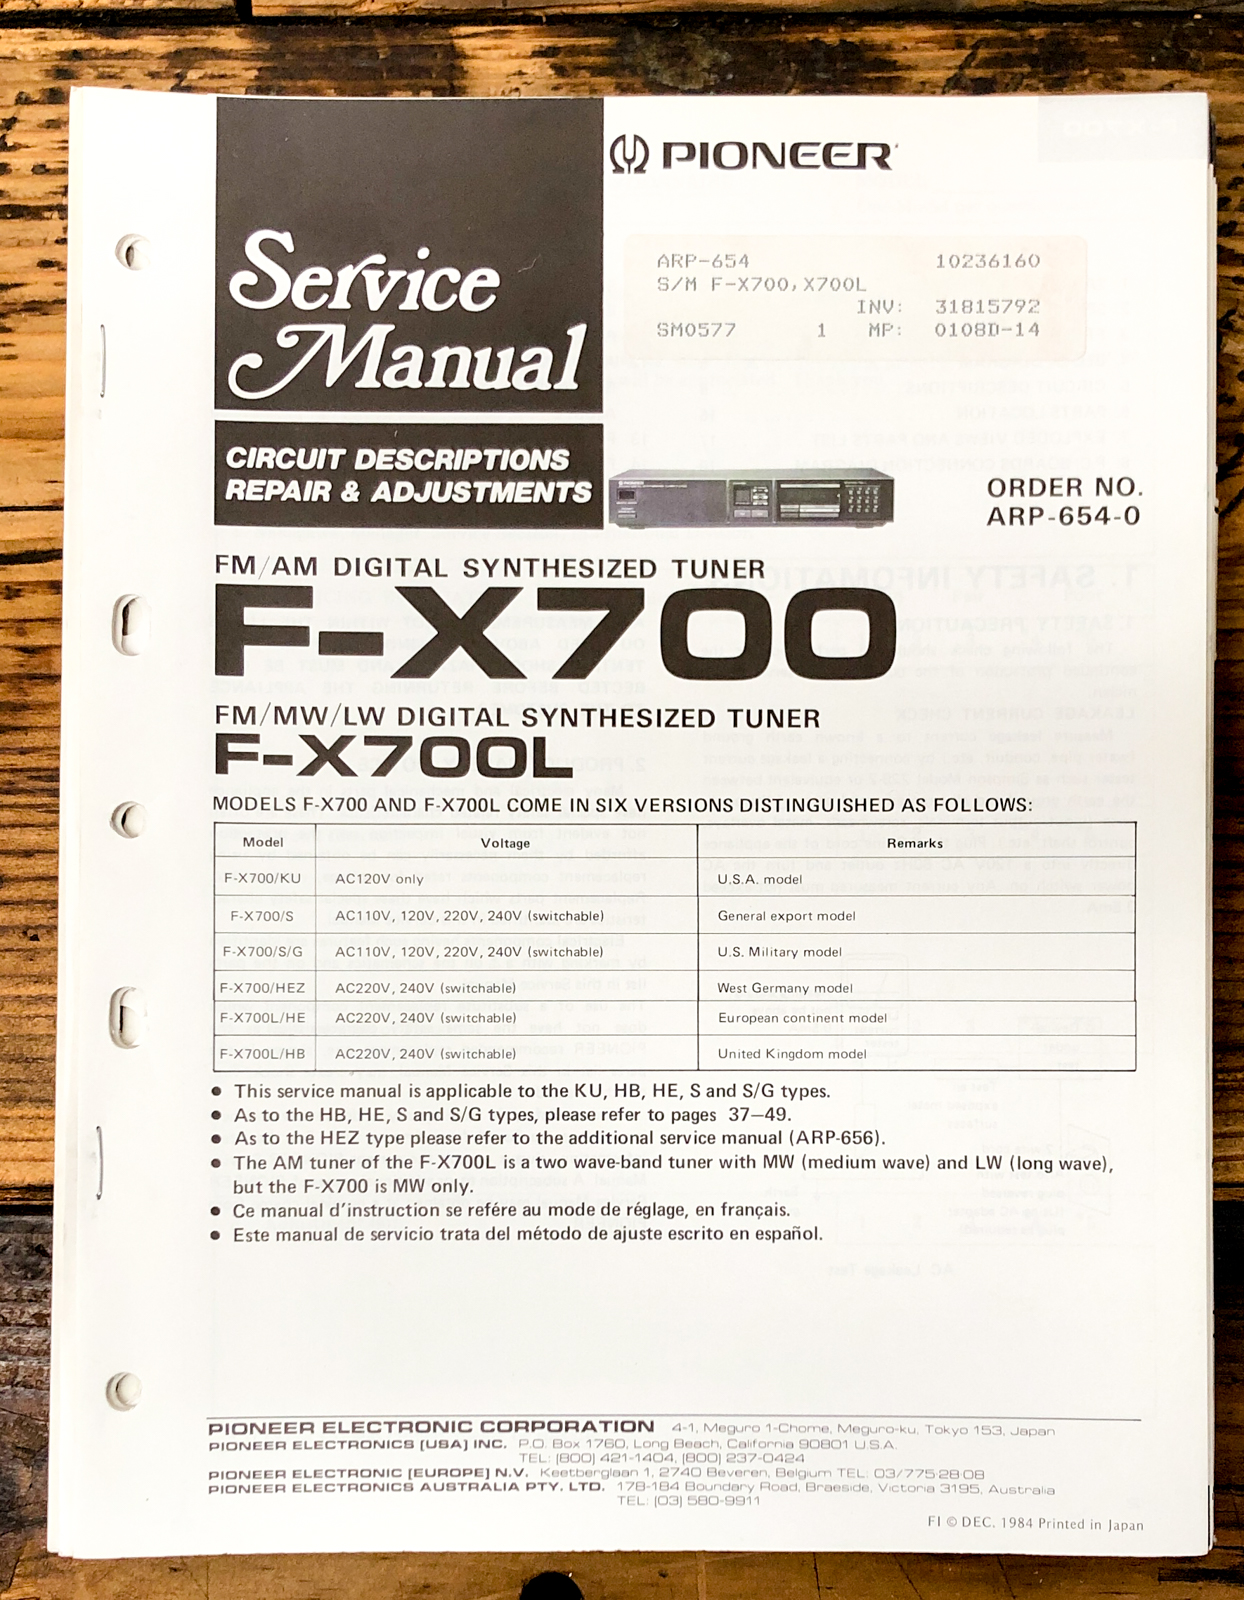 PIONEER
Service
Manual
ARP-654 10236160
S/M F-X700,X700L
INV: 31815792
SM0577 1 MP: 0108D-14
CIRCUIT DESCRIPTIONS
REPAIR & ADJUSTMENTS
ORDER NO.
ARP-654-0
FM/AM DIGITAL SYNTHESIZED TUNER
F-X700
FM/MW/LW DIGITAL SYNTHESIZED TUNER
F-X700L
MODELS F-X700 AND F-X700L COME IN SIX VERSIONS DISTINGUISHED AS FOLLOWS:
Model Voltage Remarks
F-X700/KU AC120V only U.S.A. model
F-X700/S AC110V, 120V, 220V, 240V (switchable) General export model
F-X700/S/G AC110V, 120V, 220V, 240V (switchable) U.S. Military model
F-X700/HEZ AC220V, 240V (switchable) West Germany model
F-X700L/HE AC220V, 240V (switchable) European continent model
F-X700L/HB AC220V, 240V (switchable) United Kingdom model
● This service manual is applicable to the KU, HB, HE, S and S/G types.
● As to the HB, HE, S and S/G types, please refer to pages 37–49.
● As to the HEZ type please refer to the additional service manual (ARP-656).
● The AM tuner of the F-X700L is a two wave-band tuner with MW (medium wave) and LW (long wave),
but the F-X700 is MW only.
● Ce manual d'instruction se refére au mode de réglage, en français.
● Este manual de servicio trata del método de ajuste escrito en español.
PIONEER ELECTRONIC CORPORATION 4-1, Meguro 1-Chome, Meguro-ku, Tokyo 153, Japan
PIONEER ELECTRONICS [USA] INC. P.O. Box 1760, Long Beach, California 90801 U.S.A.
TEL: [800] 421-1404, [800] 237-0424
PIONEER ELECTRONIC [EUROPE] N.V. Keetberglaan 1, 2740 Beveren, Belgium TEL: 03/775·28·08
PIONEER ELECTRONICS AUSTRALIA PTY. LTD. 178-184 Boundary Road, Braeside, Victoria 3195, Australia
TEL: [03] 580-9911
FI © DEC. 1984 Printed in Japan